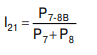 I21 = P7-8B
P7 + P8